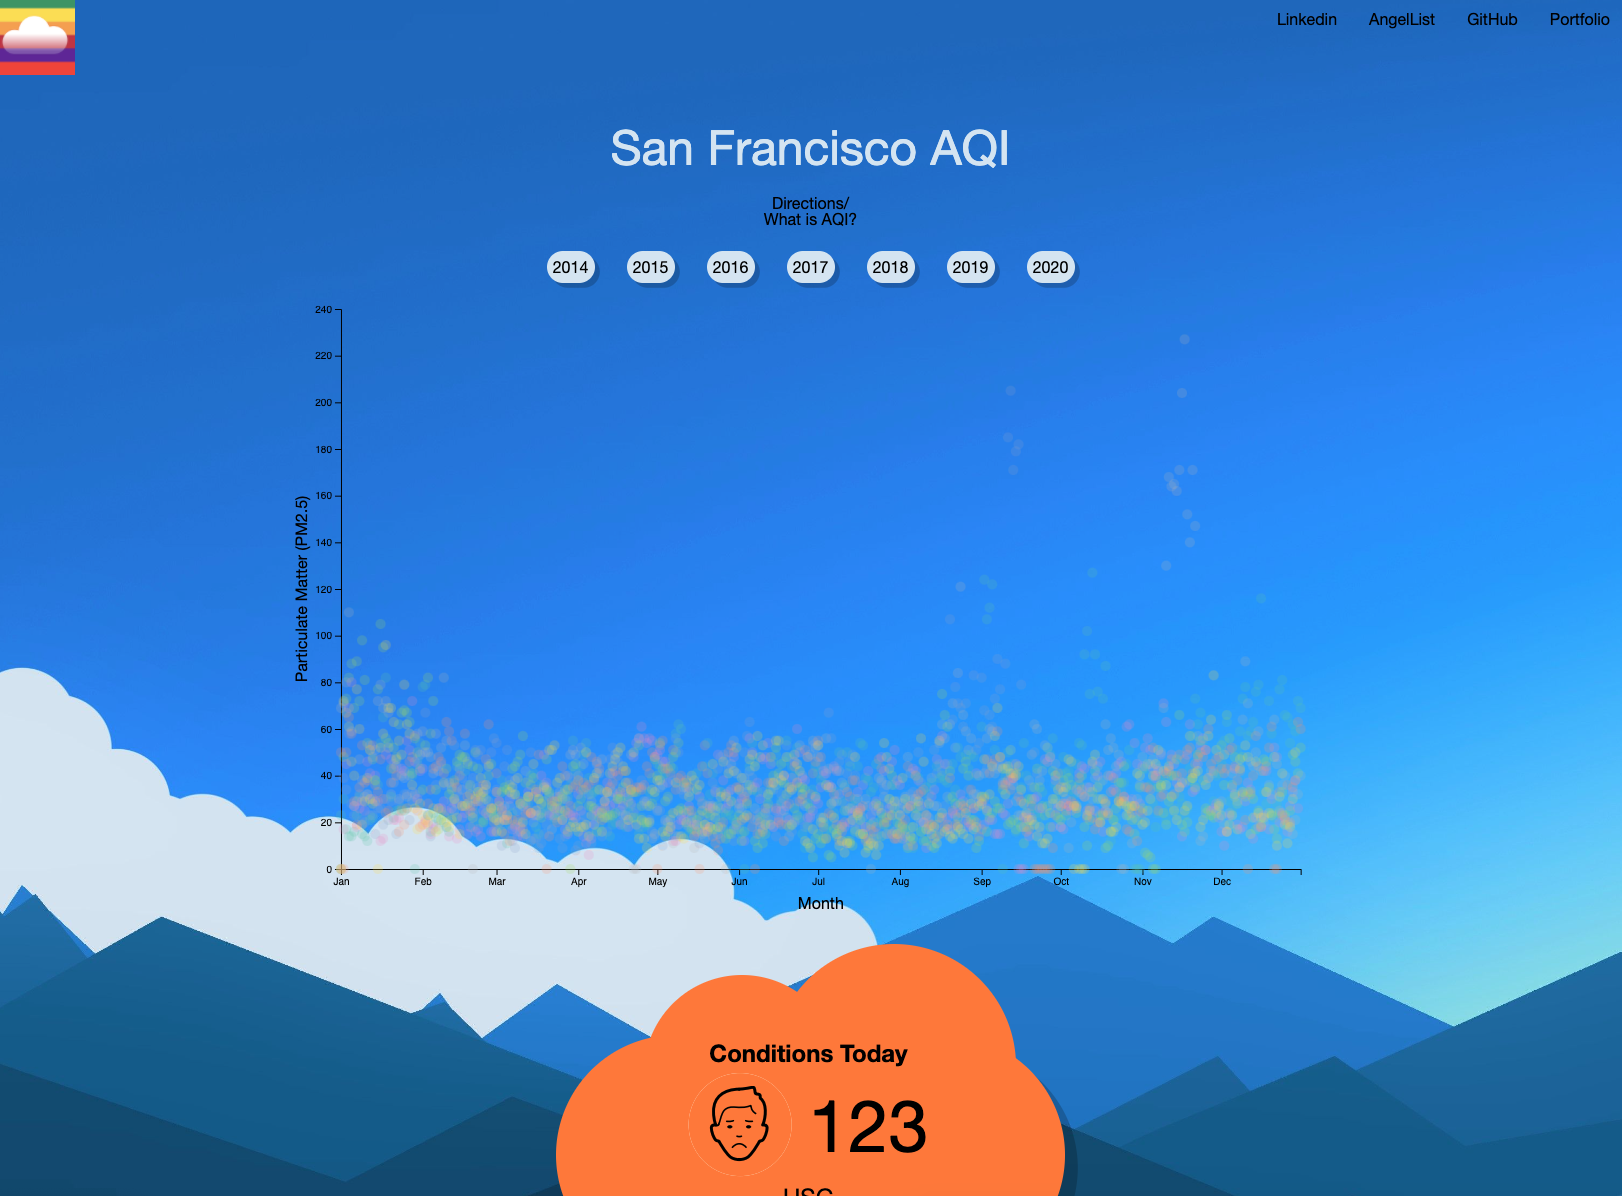 Linkedin AngelList GitHub Portfolio
San Francisco AQI
Directions/
What is AQI?
2014 2015 2016 2017 2018 2019 2020
240
220
200
180
160
140
120
100
80
60
40
20
0
Particulate Matter (PM2.5)
Jan Feb Mar Apr May Jun Jul Aug Sep Oct Nov Dec
Month
Conditions Today
123
USG